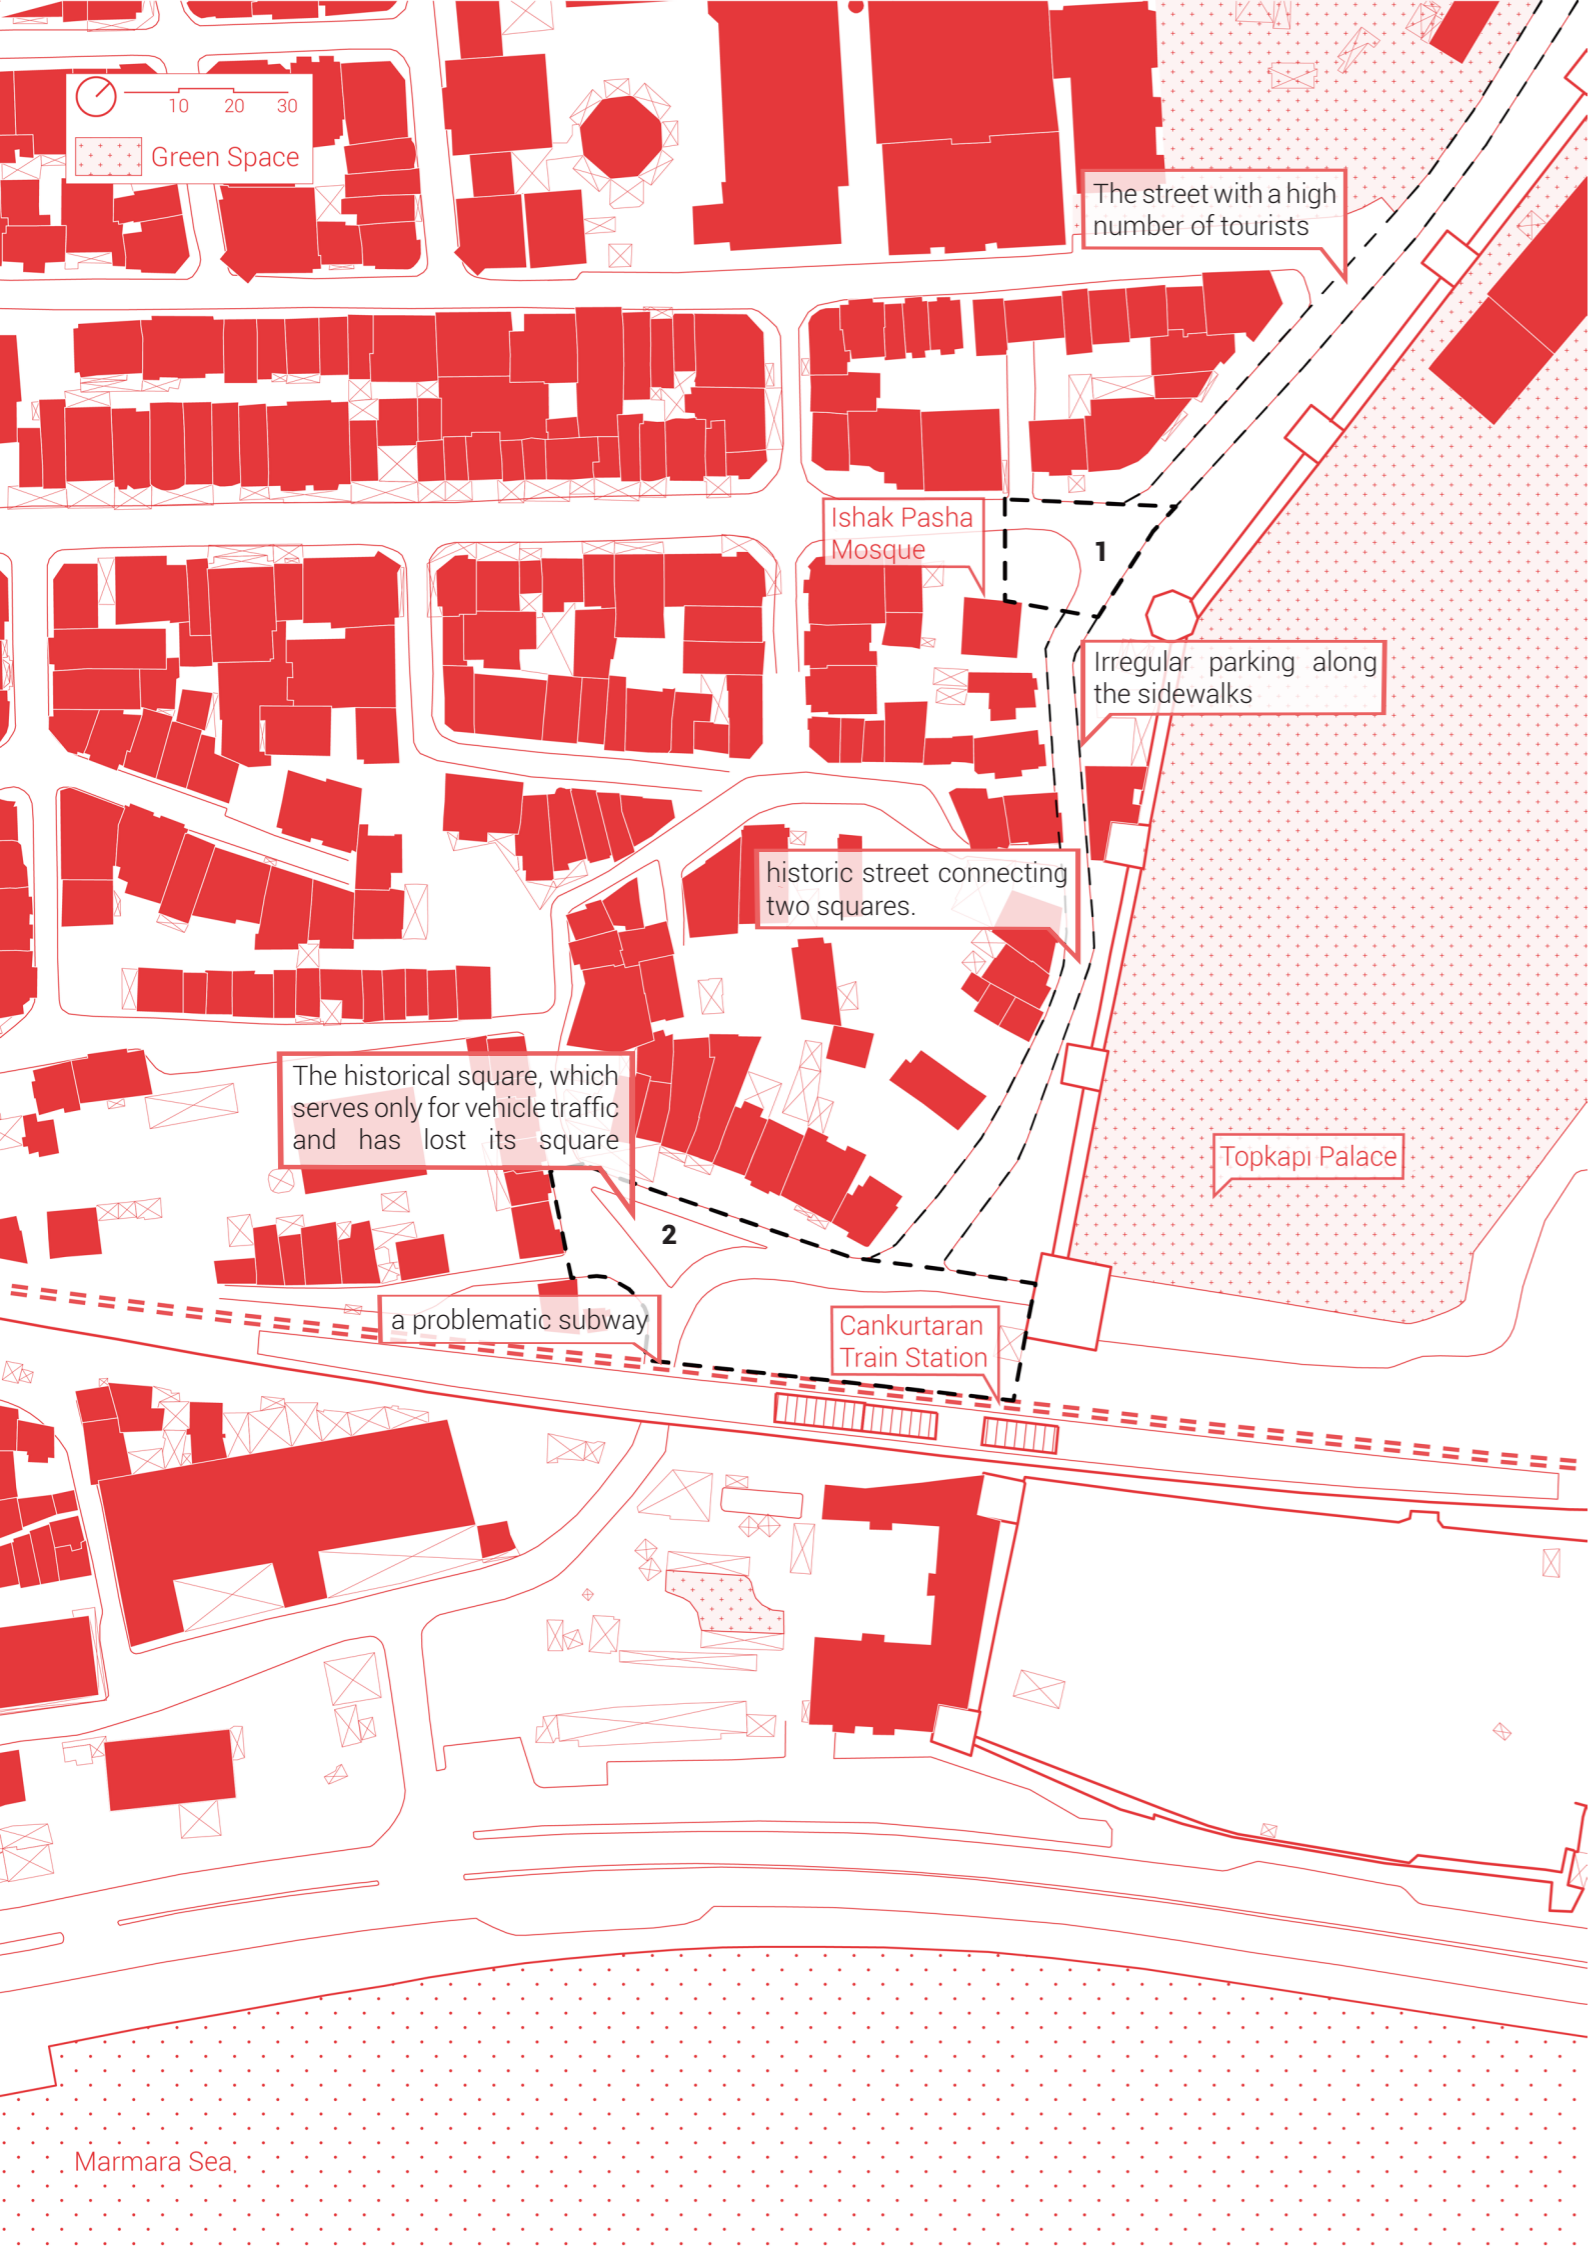 10 20 30
Green Space
The street with a high
number of tourists
Ishak Pasha
Mosque
1
Irregular parking along
the sidewalks
historic street connecting
two squares.
The historical square, which
serves only for vehicle traffic
and has lost its square
Topkapı Palace
2
a problematic subway
Cankurtaran
Train Station
Marmara Sea